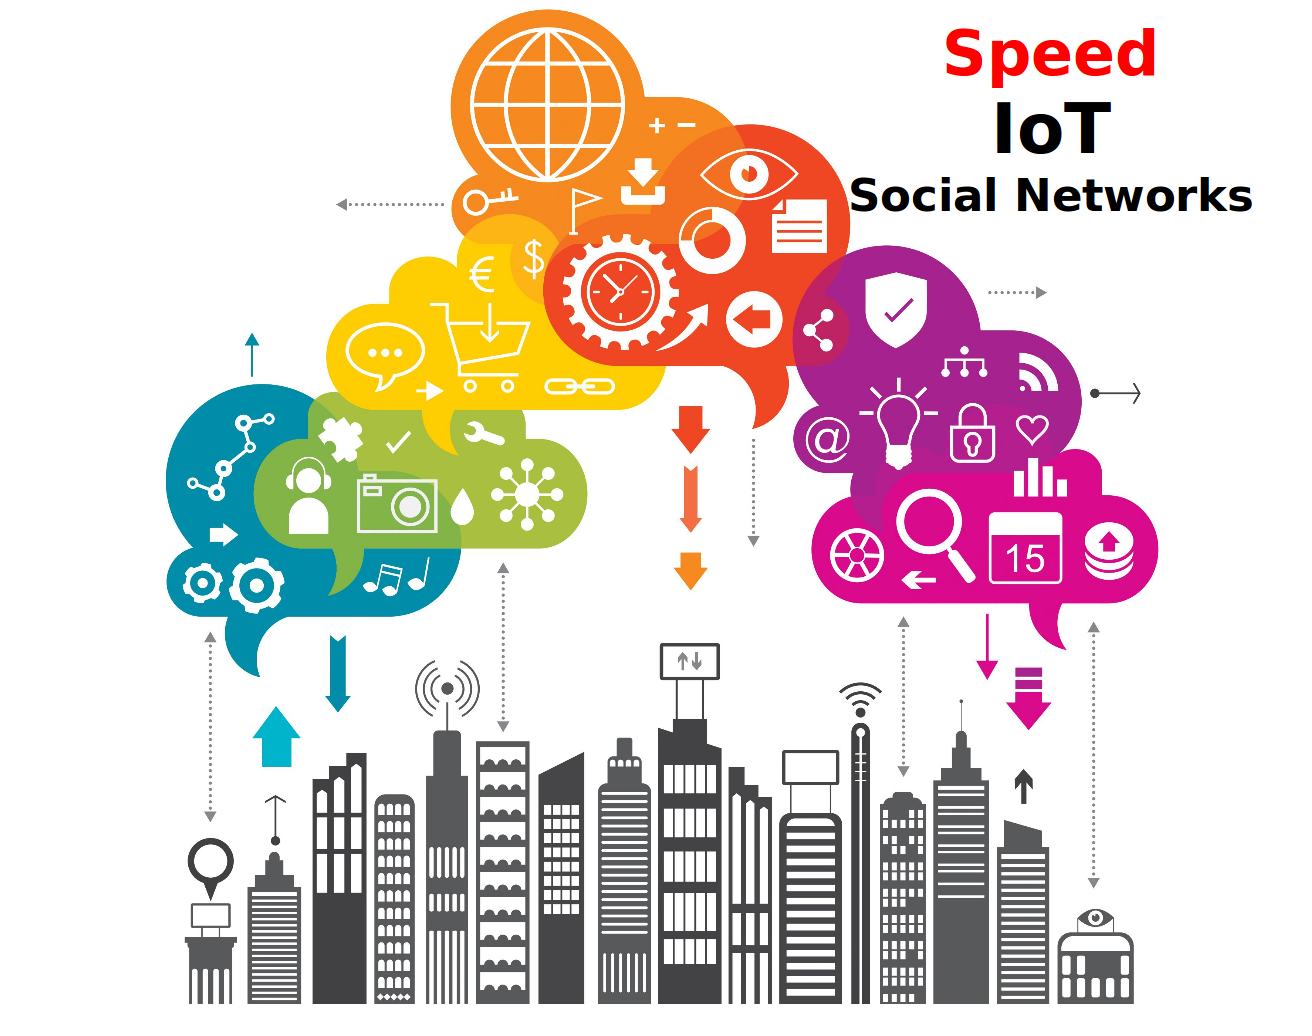 Speed
IoT
Social Networks
+ −
$
€
@
15